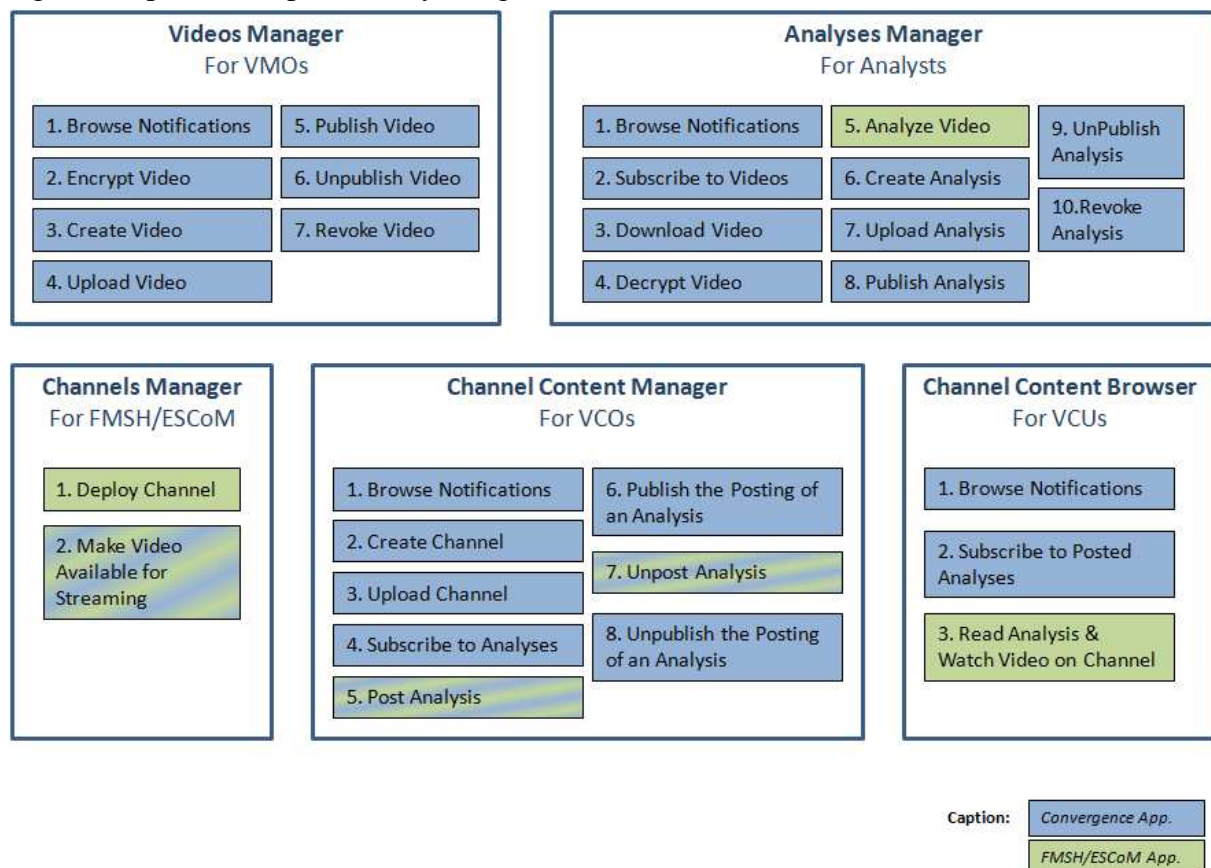 Videos Manager
For VMOs
1. Browse Notifications
2. Encrypt Video
3. Create Video
4. Upload Video
5. Publish Video
6. Unpublish Video
7. Revoke Video
Analyses Manager
For Analysts
1. Browse Notifications
2. Subscribe to Videos
3. Download Video
4. Decrypt Video
5. Analyze Video
6. Create Analysis
7. Upload Analysis
8. Publish Analysis
9. UnPublish
Analysis
10.Revoke
Analysis
Channels Manager
For FMSH/ESCoM
1. Deploy Channel
2. Make Video
Available for
Streaming
Channel Content Manager
For VCOs
1. Browse Notifications
2. Create Channel
3. Upload Channel
4. Subscribe to Analyses
5. Post Analysis
6. Publish the Posting of
an Analysis
7. Unpost Analysis
8. Unpublish the Posting
of an Analysis
Channel Content Browser
For VCUs
1. Browse Notifications
2. Subscribe to Posted
Analyses
3. Read Analysis &
Watch Video on Channel
Caption:
Convergence App.
FMSH/ESCoM App.